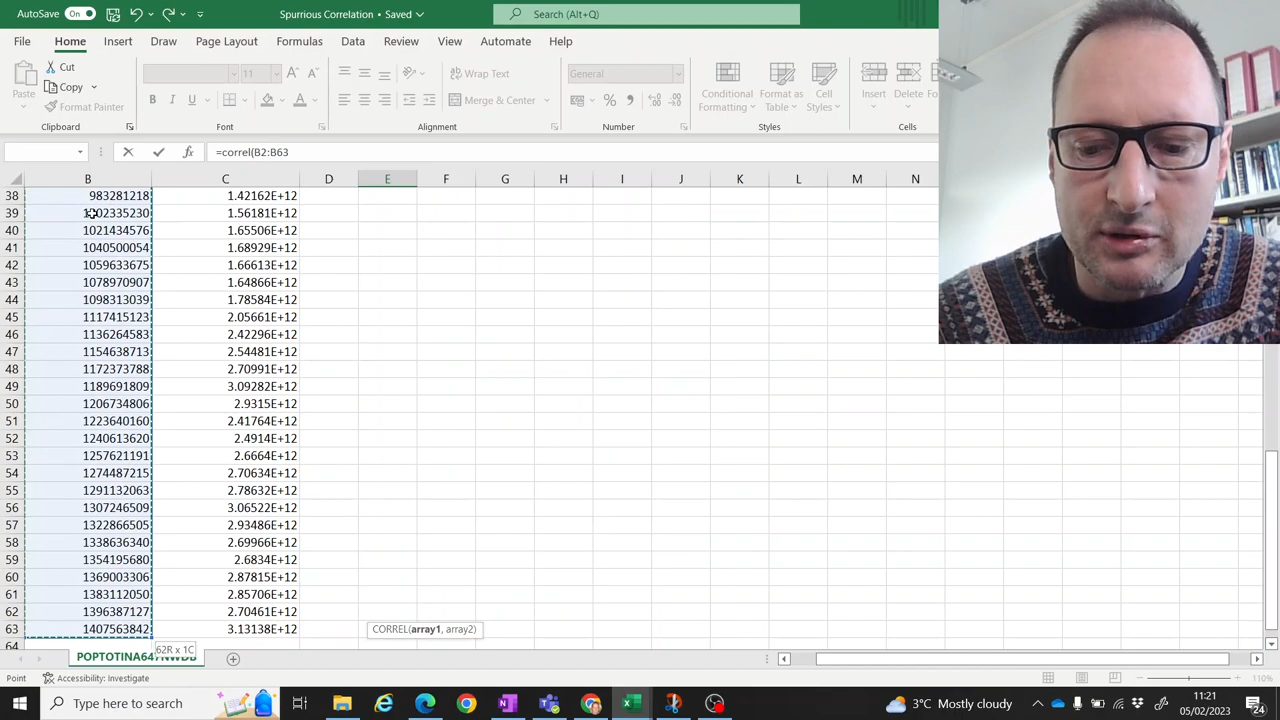 AutoSave On Spurious Correlation • Saved Search (Alt+Q)
File Home Insert Draw Page Layout Formulas Data Review View Automate Help
Paste Cut Copy Format Painter 11 Wrap Text Merge & Center General Conditional Formatting Format as Table Cell Styles Insert Delete
Clipboard Font Alignment Number Styles Cells
=correl(B2:B63
B C D E F G H I J K L M N
38 983281218 1.42162E+12
39 1002335230 1.56181E+12
40 1021434576 1.65506E+12
41 1040500054 1.68929E+12
42 1059633675 1.66613E+12
43 1078970907 1.64866E+12
44 1098313039 1.78584E+12
45 1117415123 2.05661E+12
46 1136264583 2.42296E+12
47 1154638713 2.54481E+12
48 1172373788 2.70991E+12
49 1189691809 3.09282E+12
50 1206734806 2.9315E+12
51 1223640160 2.41764E+12
52 1240613620 2.4914E+12
53 1257621191 2.6664E+12
54 1274487215 2.70634E+12
55 1291132063 2.78632E+12
56 1307246509 3.06522E+12
57 1322866505 2.93486E+12
58 1338636340 2.69966E+12
59 1354195680 2.6834E+12
60 1369003306 2.87815E+12
61 1383112050 2.85706E+12
62 1396387127 2.70461E+12
63 1407563842 3.13138E+12 CORREL(array1, array2)
64
62R x 1C
POPTOTINA647NWDB
Point Accessibility: Investigate 110%
Type here to search 3°C Mostly cloudy 11:21
05/02/2023 24